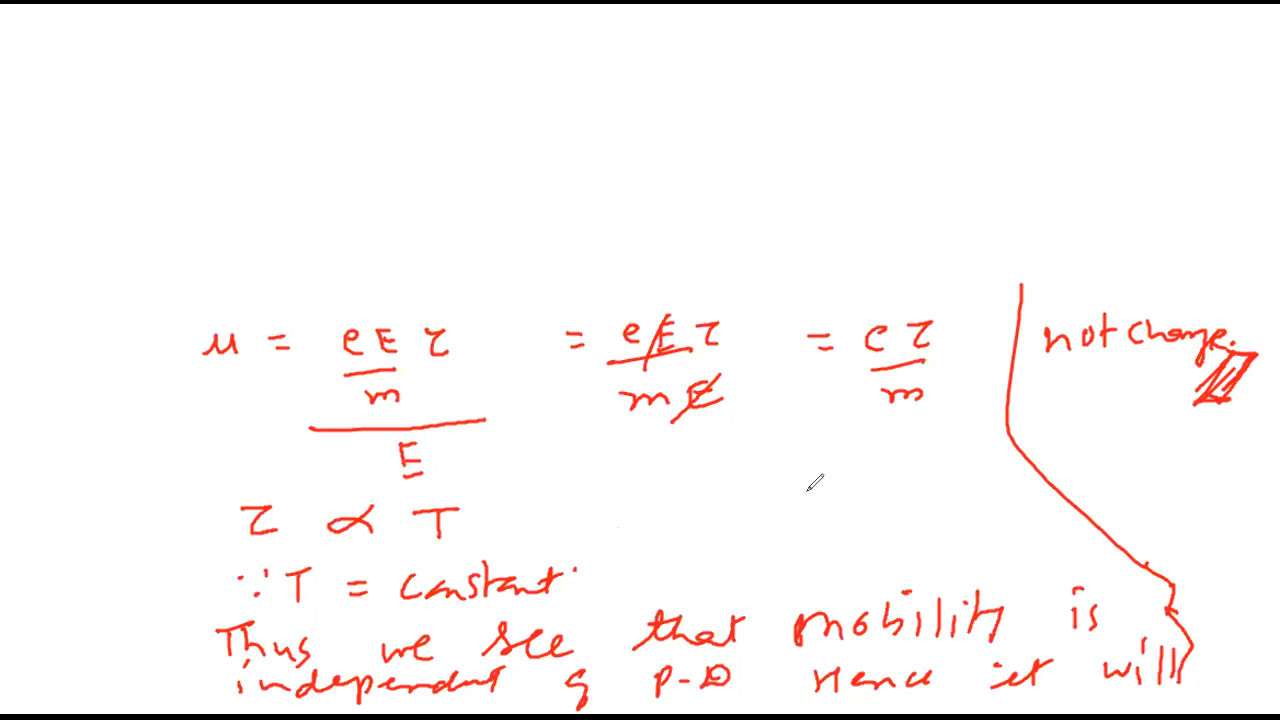 μ = eEτ/m / E = eEτ/mE = eτ/m
τ ∝ T
∵ T = constant.
Thus we see that mobility is
independent of P-D Hence it will
not change.